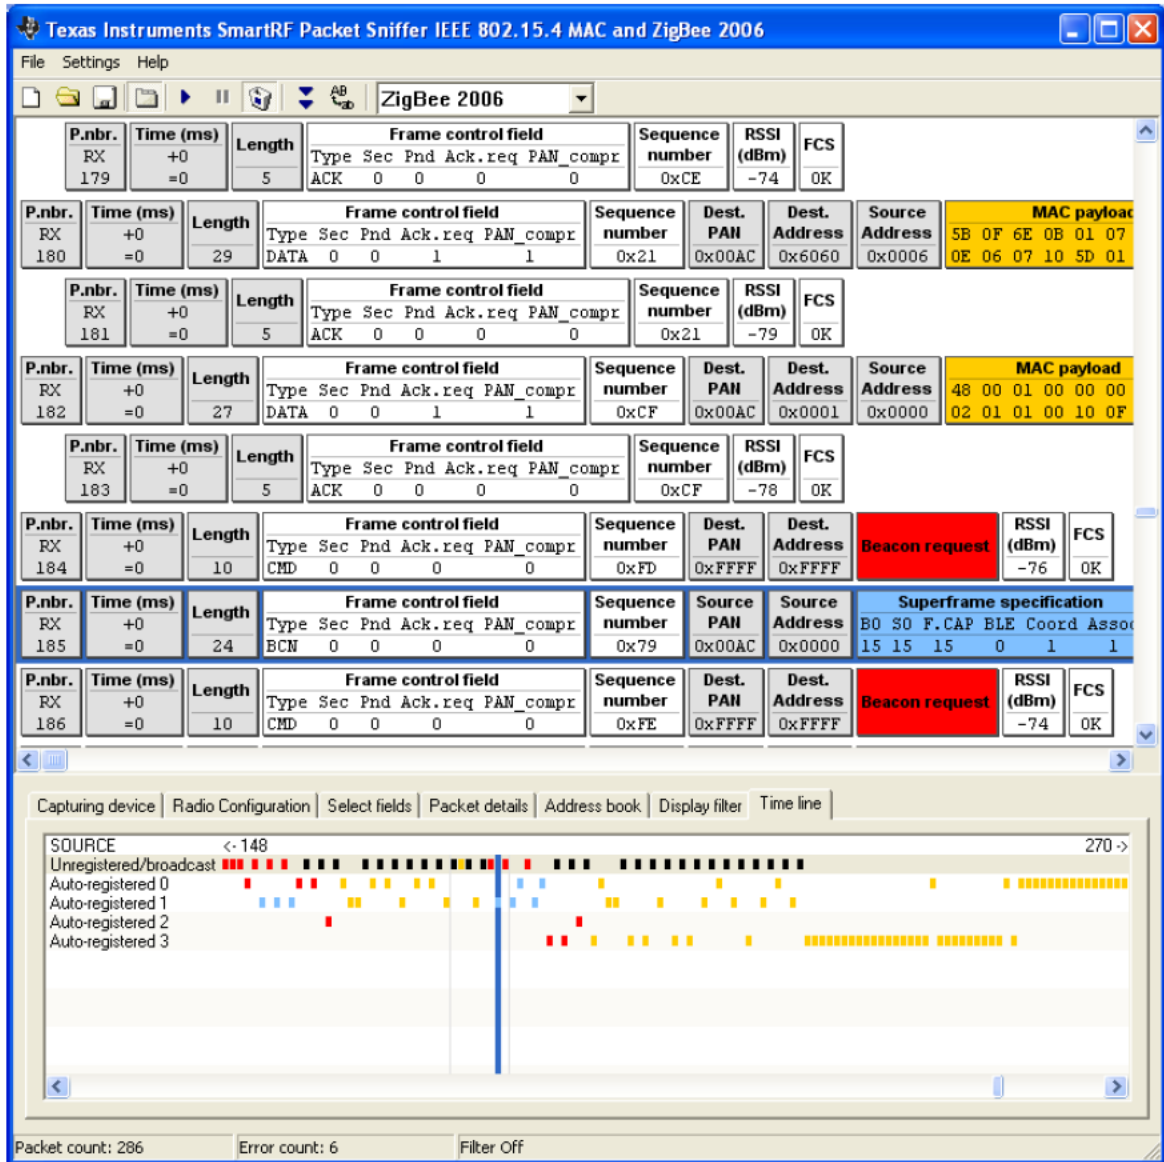 Texas Instruments SmartRF Packet Sniffer IEEE 802.15.4 MAC and ZigBee 2006
File Settings Help
ZigBee 2006
P.nbr. Time (ms) Length Frame control field Sequence RSSI FCS
RX +0 Type Sec Pnd Ack.req PAN_compr number (dBm)
179 =0 5 ACK 0 0 0 0 0xCE -74 OK
P.nbr. Time (ms) Length Frame control field Sequence Dest. Dest. Source MAC payload
RX +0 Type Sec Pnd Ack.req PAN_compr number PAN Address Address 5B 0F 6E 0B 01 07
180 =0 29 DATA 0 0 1 1 0x21 0x00AC 0x6060 0x0006 0E 06 07 10 5D 01
P.nbr. Time (ms) Length Frame control field Sequence RSSI FCS
RX +0 Type Sec Pnd Ack.req PAN_compr number (dBm)
181 =0 5 ACK 0 0 0 0 0x21 -79 OK
P.nbr. Time (ms) Length Frame control field Sequence Dest. Dest. Source MAC payload
RX +0 Type Sec Pnd Ack.req PAN_compr number PAN Address Address 48 00 01 00 00 00
182 =0 27 DATA 0 0 1 1 0xCF 0x00AC 0x0001 0x0000 02 01 01 00 10 0F
P.nbr. Time (ms) Length Frame control field Sequence RSSI FCS
RX +0 Type Sec Pnd Ack.req PAN_compr number (dBm)
183 =0 5 ACK 0 0 0 0 0xCF -78 OK
P.nbr. Time (ms) Length Frame control field Sequence Dest. Dest. Beacon request RSSI FCS
RX +0 Type Sec Pnd Ack.req PAN_compr number PAN Address (dBm)
184 =0 10 CMD 0 0 0 0 0xFD 0xFFFF 0xFFFF -76 OK
P.nbr. Time (ms) Length Frame control field Sequence Source Source Superframe specification
RX +0 Type Sec Pnd Ack.req PAN_compr number PAN Address BO SO F.CAP BLE Coord Assoc
185 =0 24 BCN 0 0 0 0 0x79 0x00AC 0x0000 15 15 15 0 1 1
P.nbr. Time (ms) Length Frame control field Sequence Dest. Dest. Beacon request RSSI FCS
RX +0 Type Sec Pnd Ack.req PAN_compr number PAN Address (dBm)
186 =0 10 CMD 0 0 0 0 0xFE 0xFFFF 0xFFFF -74 OK
Capturing device Radio Configuration Select fields Packet details Address book Display filter Time line
SOURCE <- 148 270 ->
Unregistered/broadcast
Auto-registered 0
Auto-registered 1
Auto-registered 2
Auto-registered 3
Packet count: 286 Error count: 6 Filter Off